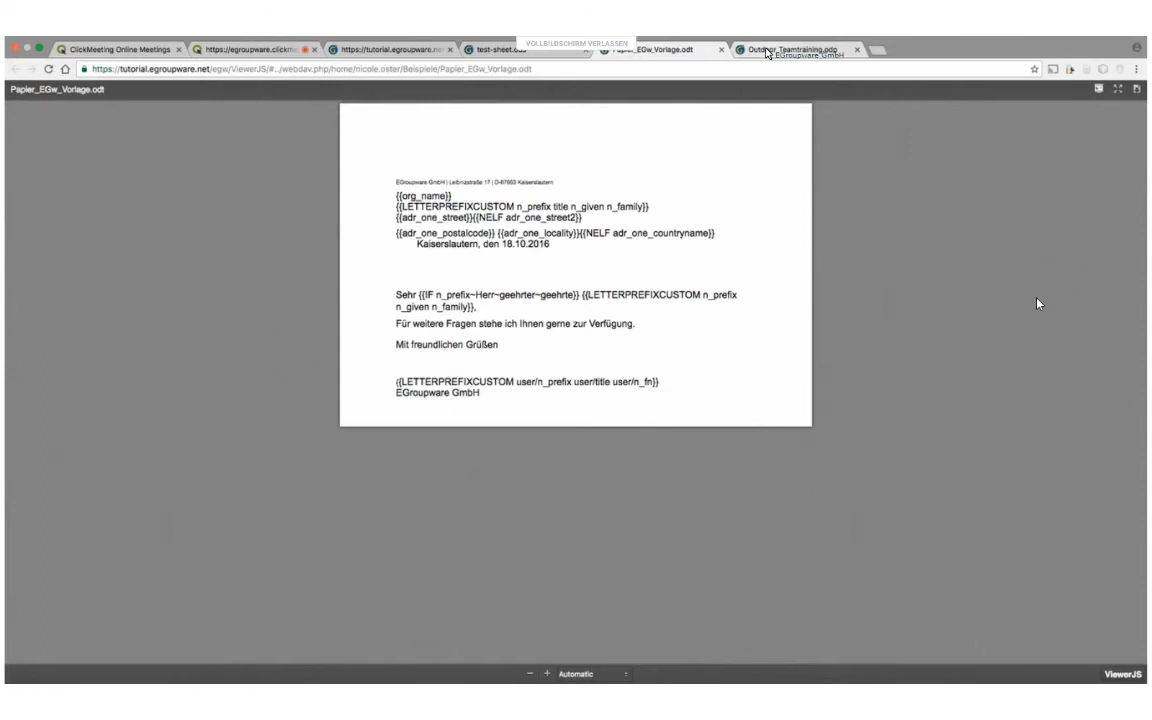 VOLLBILDSCHIRM VERLASSEN
ClickMeeting Online Meetings
https://egroupware.clickme
https://tutorial.egroupware.ne
test-sheet.ods
Papier_EGw_Vorlage.odt
Outdoor_Teamtraining.odp
EGroupware GmbH
https://tutorial.egroupware.net/egw/ViewerJS/#../webdav.php/home/nicole.oster/Beispiele/Papier_EGw_Vorlage.odt
Papier_EGw_Vorlage.odt
EGroupware GmbH | Leibnizstraße 17 | D-67663 Kaiserslautern
{{org_name}}
{{LETTERPREFIXCUSTOM n_prefix title n_given n_family}}
{{adr_one_street}}{{NELF adr_one_street2}}
{{adr_one_postalcode}} {{adr_one_locality}}{{NELF adr_one_countryname}}
Kaiserslautern, den 18.10.2016
Sehr {{IF n_prefix~Herr~geehrter~geehrte}} {{LETTERPREFIXCUSTOM n_prefix
n_given n_family}},
Für weitere Fragen stehe ich Ihnen gerne zur Verfügung.
Mit freundlichen Grüßen
{{LETTERPREFIXCUSTOM user/n_prefix user/title user/n_fn}}
EGroupware GmbH
− + Automatic
ViewerJS